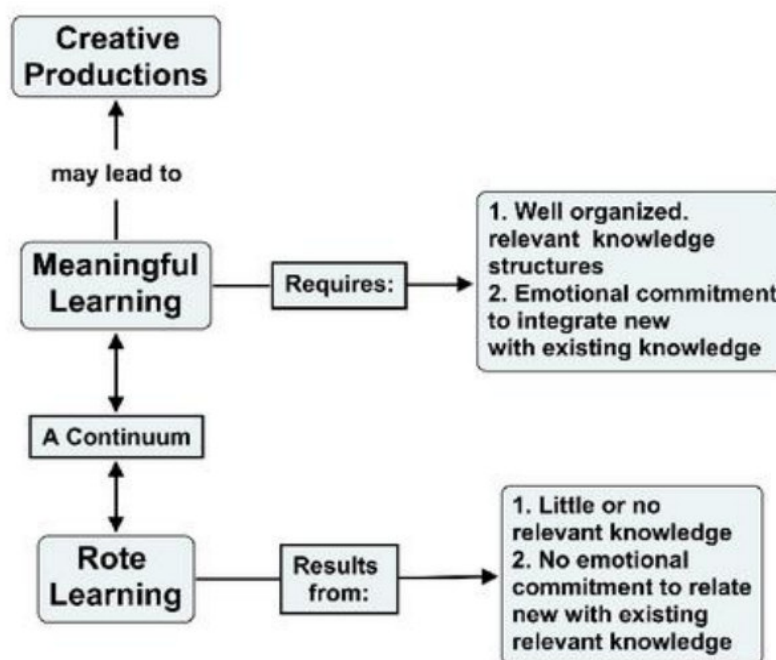 Creative
Productions
may lead to
Meaningful
Learning
Requires:
1. Well organized.
relevant knowledge
structures
2. Emotional commitment
to integrate new
with existing knowledge
A Continuum
Rote
Learning
Results
from:
1. Little or no
relevant knowledge
2. No emotional
commitment to relate
new with existing
relevant knowledge